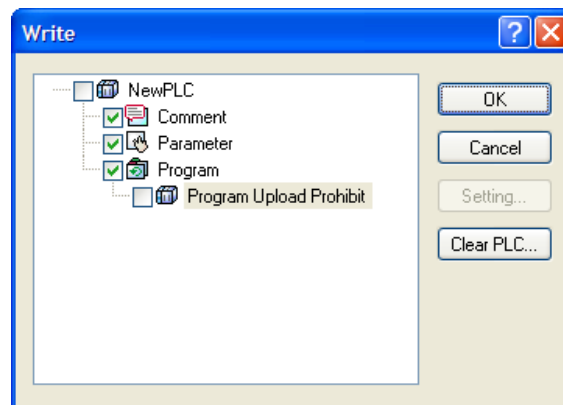 Write
NewPLC
Comment
Parameter
Program
Program Upload Prohibit
OK
Cancel
Setting...
Clear PLC...